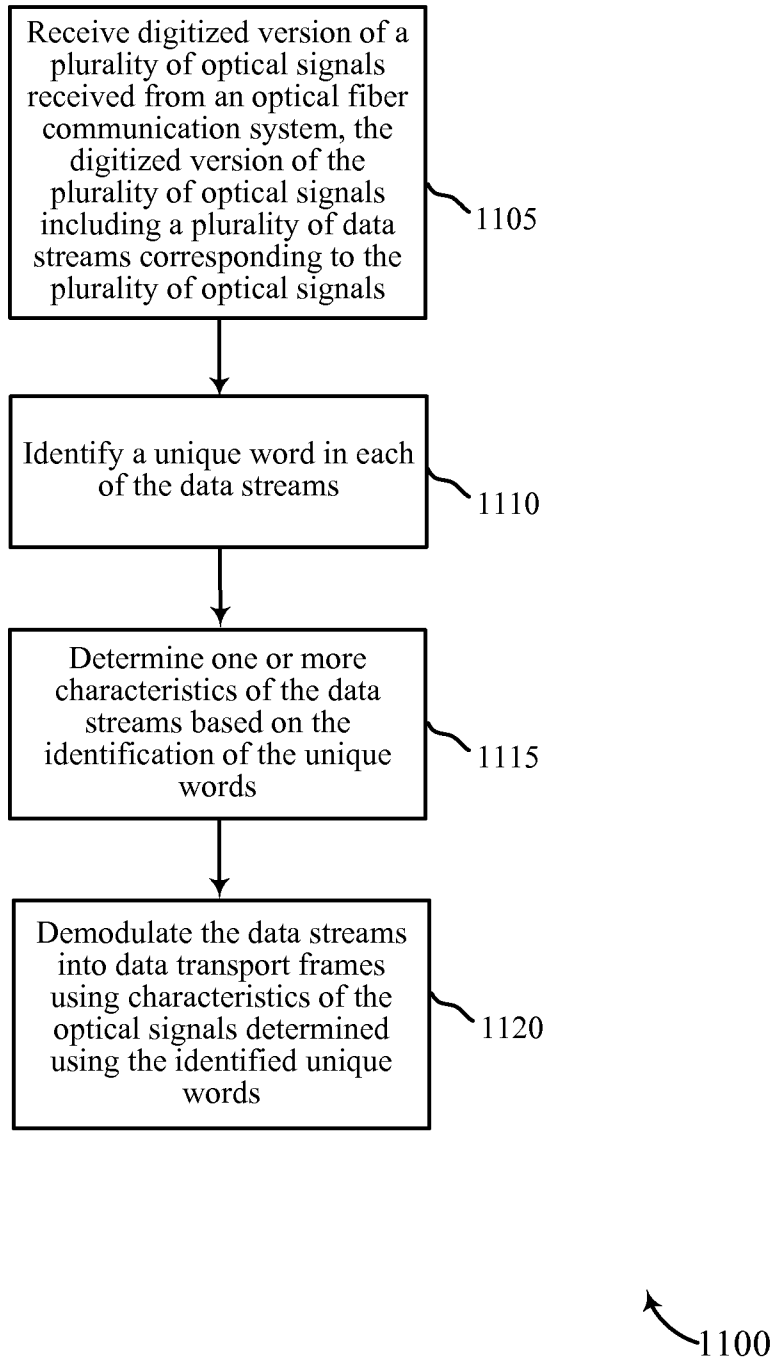 Receive digitized version of a
plurality of optical signals
received from an optical fiber
communication system, the
digitized version of the
plurality of optical signals
including a plurality of data
streams corresponding to the
plurality of optical signals
1105
Identify a unique word in each
of the data streams
1110
Determine one or more
characteristics of the data
streams based on the
identification of the unique
words
1115
Demodulate the data streams
into data transport frames
using characteristics of the
optical signals determined
using the identified unique
words
1120
1100